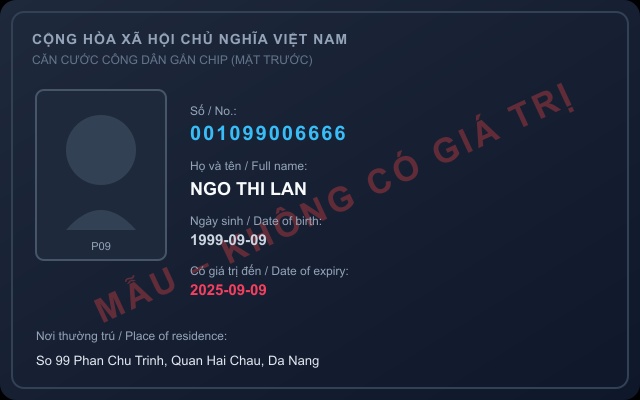 CỘNG HÒA XÃ HỘI CHỦ NGHĨA VIỆT NAM
CĂN CƯỚC CÔNG DÂN GẮN CHIP (MẶT TRƯỚC)
Số / No.:
001099006666
Họ và tên / Full name:
NGO THI LAN
Ngày sinh / Date of birth:
1999-09-09
Có giá trị đến / Date of expiry:
2025-09-09
P09
Nơi thường trú / Place of residence:
So 99 Phan Chu Trinh, Quan Hai Chau, Da Nang
MẪU – KHÔNG CÓ GIÁ TRỊ